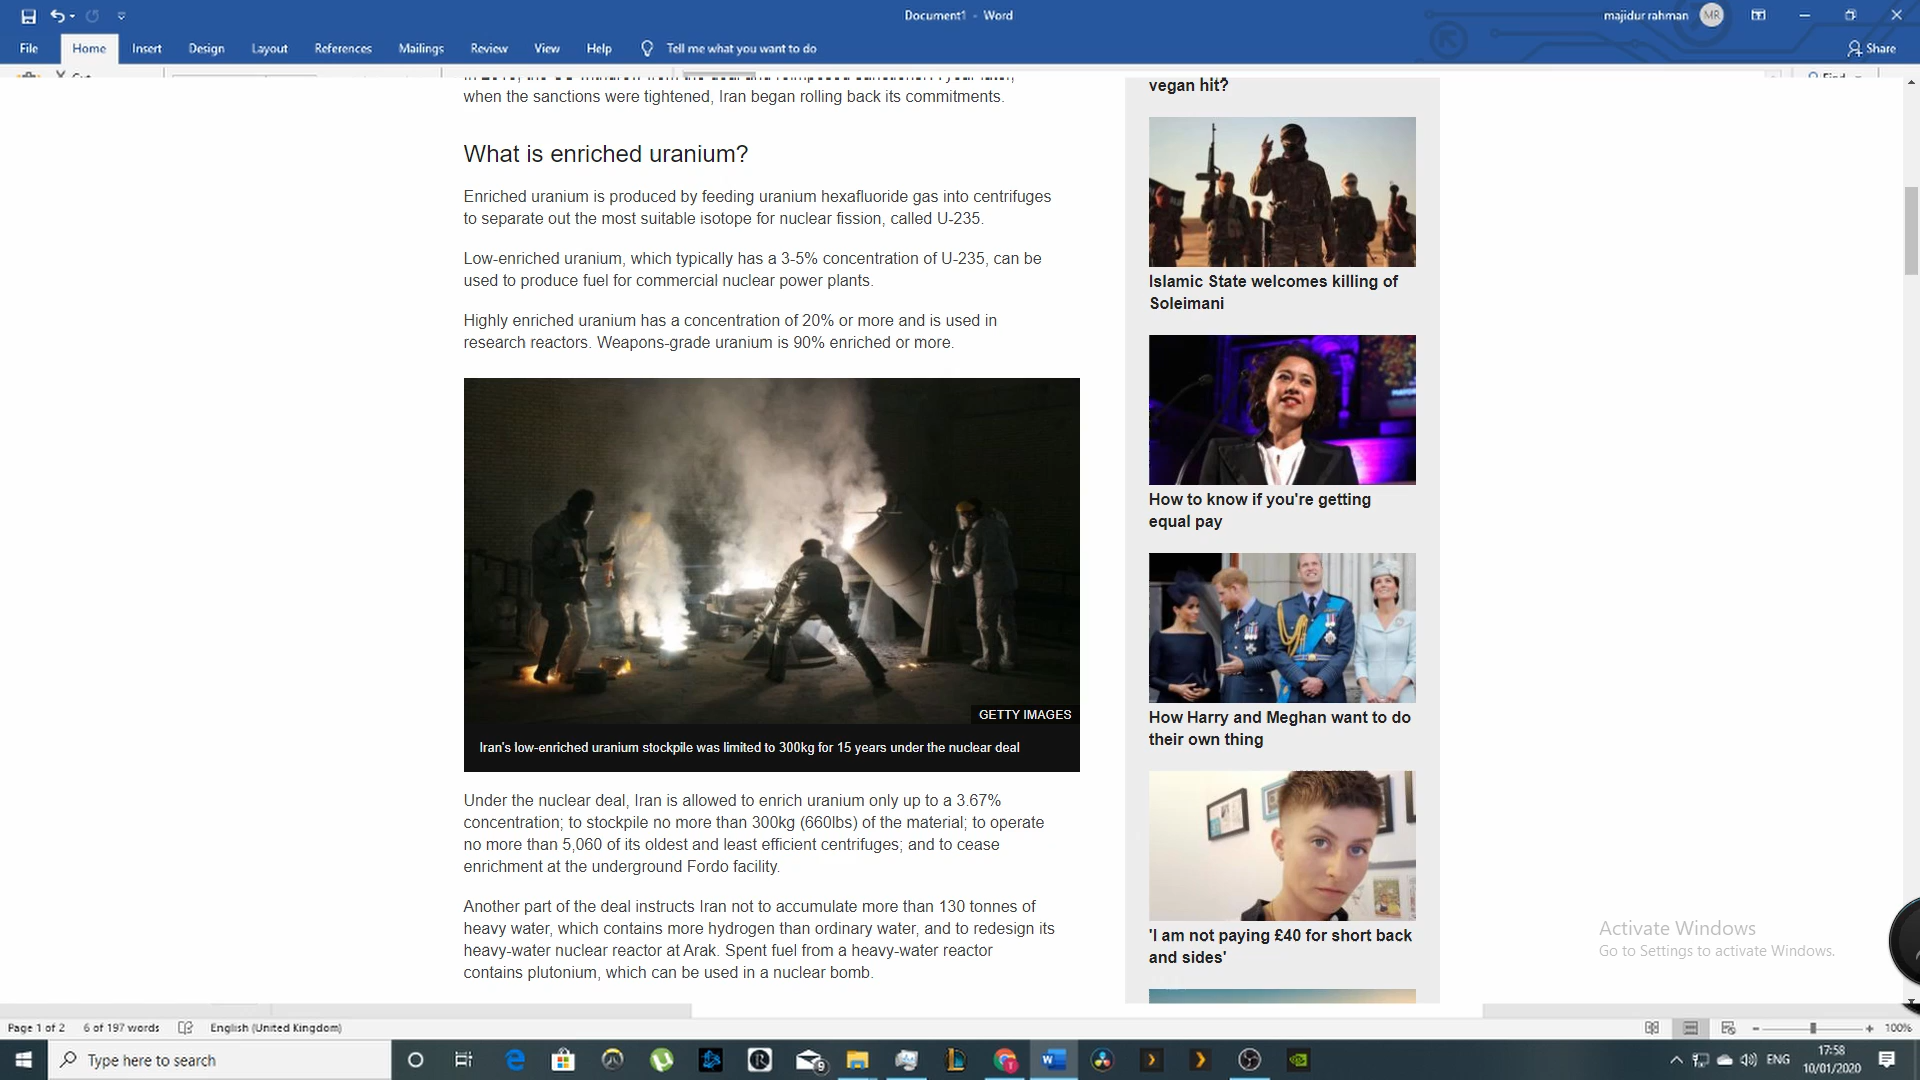 Document1 - Word
majidur rahman
MR
File
Home
Insert
Design
Layout
References
Mailings
Review
View
Help
Tell me what you want to do
Share
when the sanctions were tightened, Iran began rolling back its commitments.
What is enriched uranium?
Enriched uranium is produced by feeding uranium hexafluoride gas into centrifuges
to separate out the most suitable isotope for nuclear fission, called U-235.
Low-enriched uranium, which typically has a 3-5% concentration of U-235, can be
used to produce fuel for commercial nuclear power plants.
Highly enriched uranium has a concentration of 20% or more and is used in
research reactors. Weapons-grade uranium is 90% enriched or more.
GETTY IMAGES
Iran's low-enriched uranium stockpile was limited to 300kg for 15 years under the nuclear deal
Under the nuclear deal, Iran is allowed to enrich uranium only up to a 3.67%
concentration; to stockpile no more than 300kg (660lbs) of the material; to operate
no more than 5,060 of its oldest and least efficient centrifuges; and to cease
enrichment at the underground Fordo facility.
Another part of the deal instructs Iran not to accumulate more than 130 tonnes of
heavy water, which contains more hydrogen than ordinary water, and to redesign its
heavy-water nuclear reactor at Arak. Spent fuel from a heavy-water reactor
contains plutonium, which can be used in a nuclear bomb.
vegan hit?
Islamic State welcomes killing of
Soleimani
How to know if you're getting
equal pay
How Harry and Meghan want to do
their own thing
'I am not paying £40 for short back
and sides'
Activate Windows
Go to Settings to activate Windows.
Page 1 of 2
6 of 197 words
English (United Kingdom)
100%
Type here to search
ENG
17:58
10/01/2020